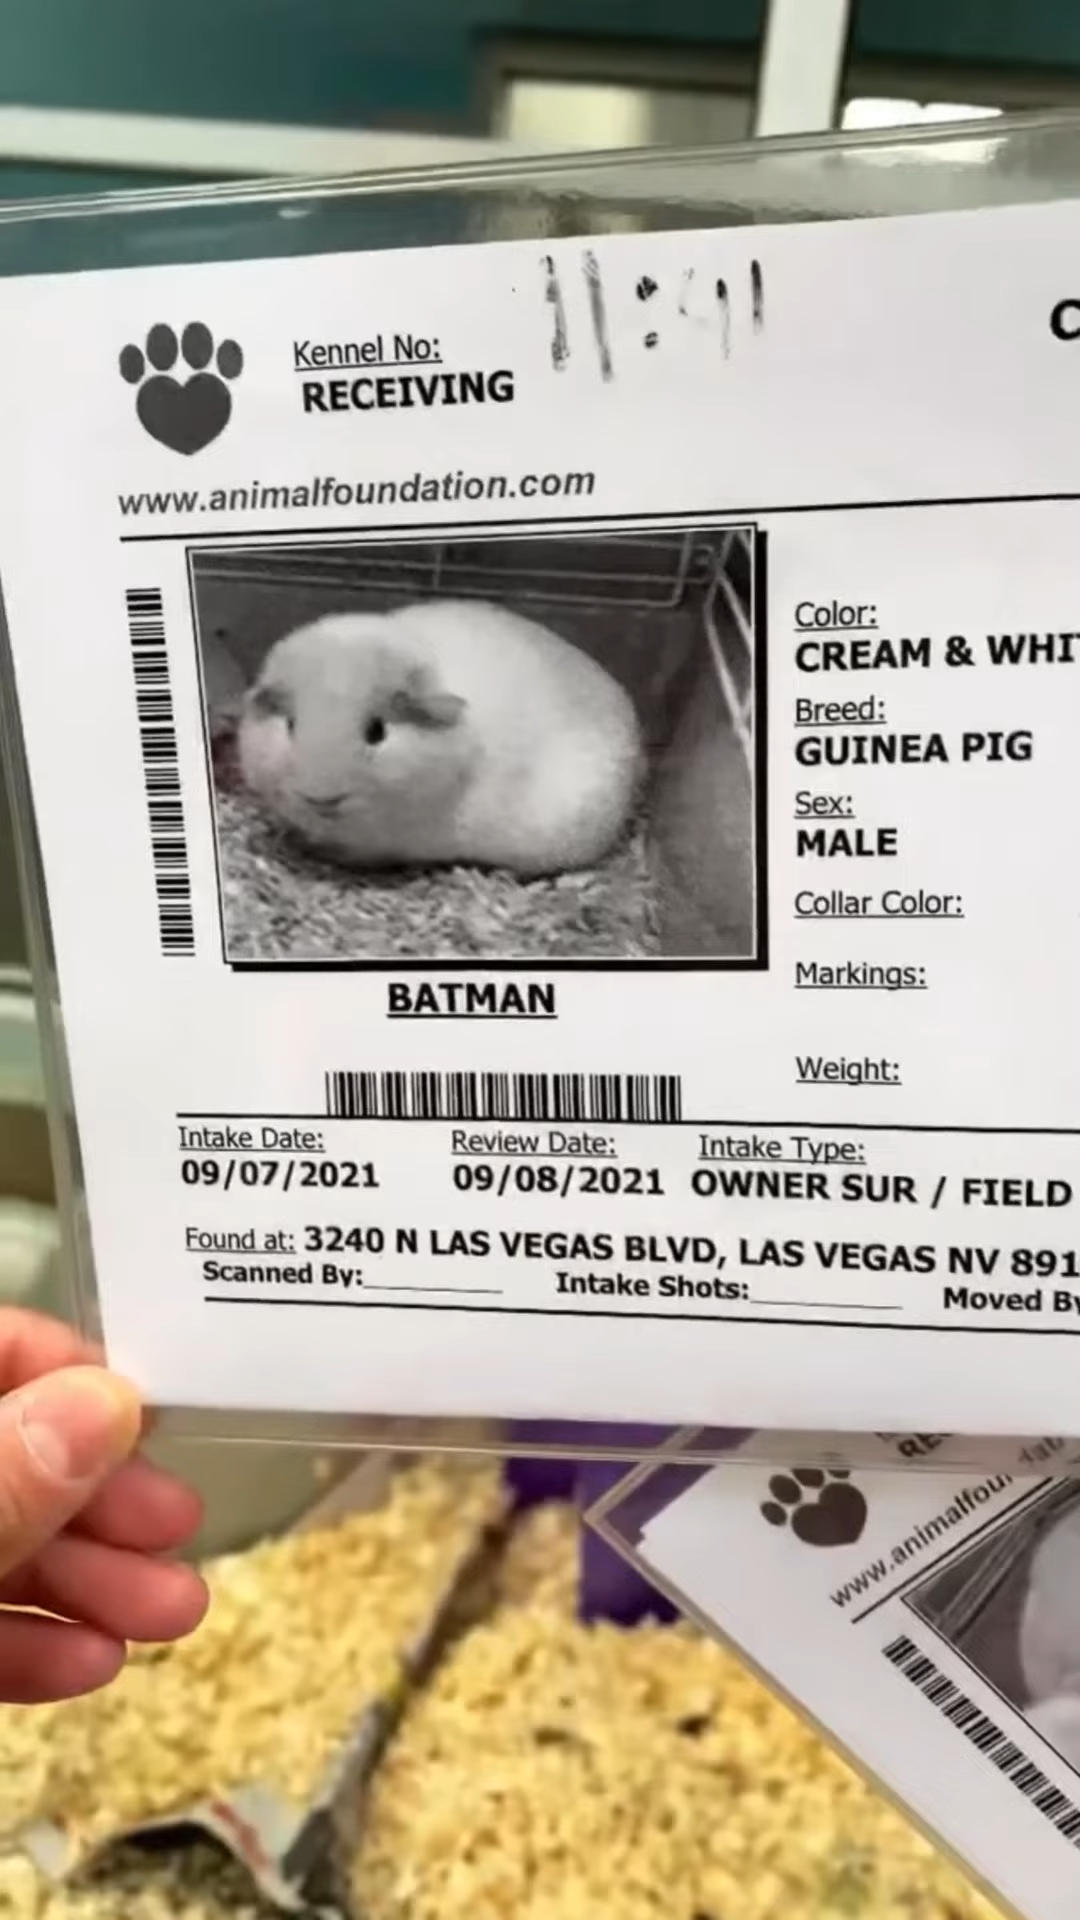 11:41
C
Kennel No:
RECEIVING
www.animalfoundation.com
Color:
CREAM & WHIT
Breed:
GUINEA PIG
Sex:
MALE
Collar Color:
Markings:
Weight:
BATMAN
Intake Date: Review Date: Intake Type:
09/07/2021 09/08/2021 OWNER SUR / FIELD
Found at: 3240 N LAS VEGAS BLVD, LAS VEGAS NV 891
Scanned By: Intake Shots: Moved By
RE
www.animalfoun